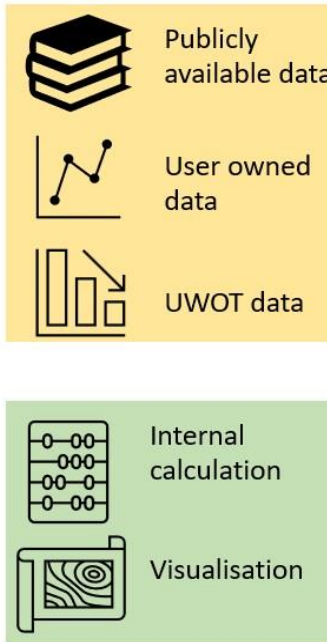 Publicly
available data
User owned
data
UWOT data
Internal
calculation
Visualisation